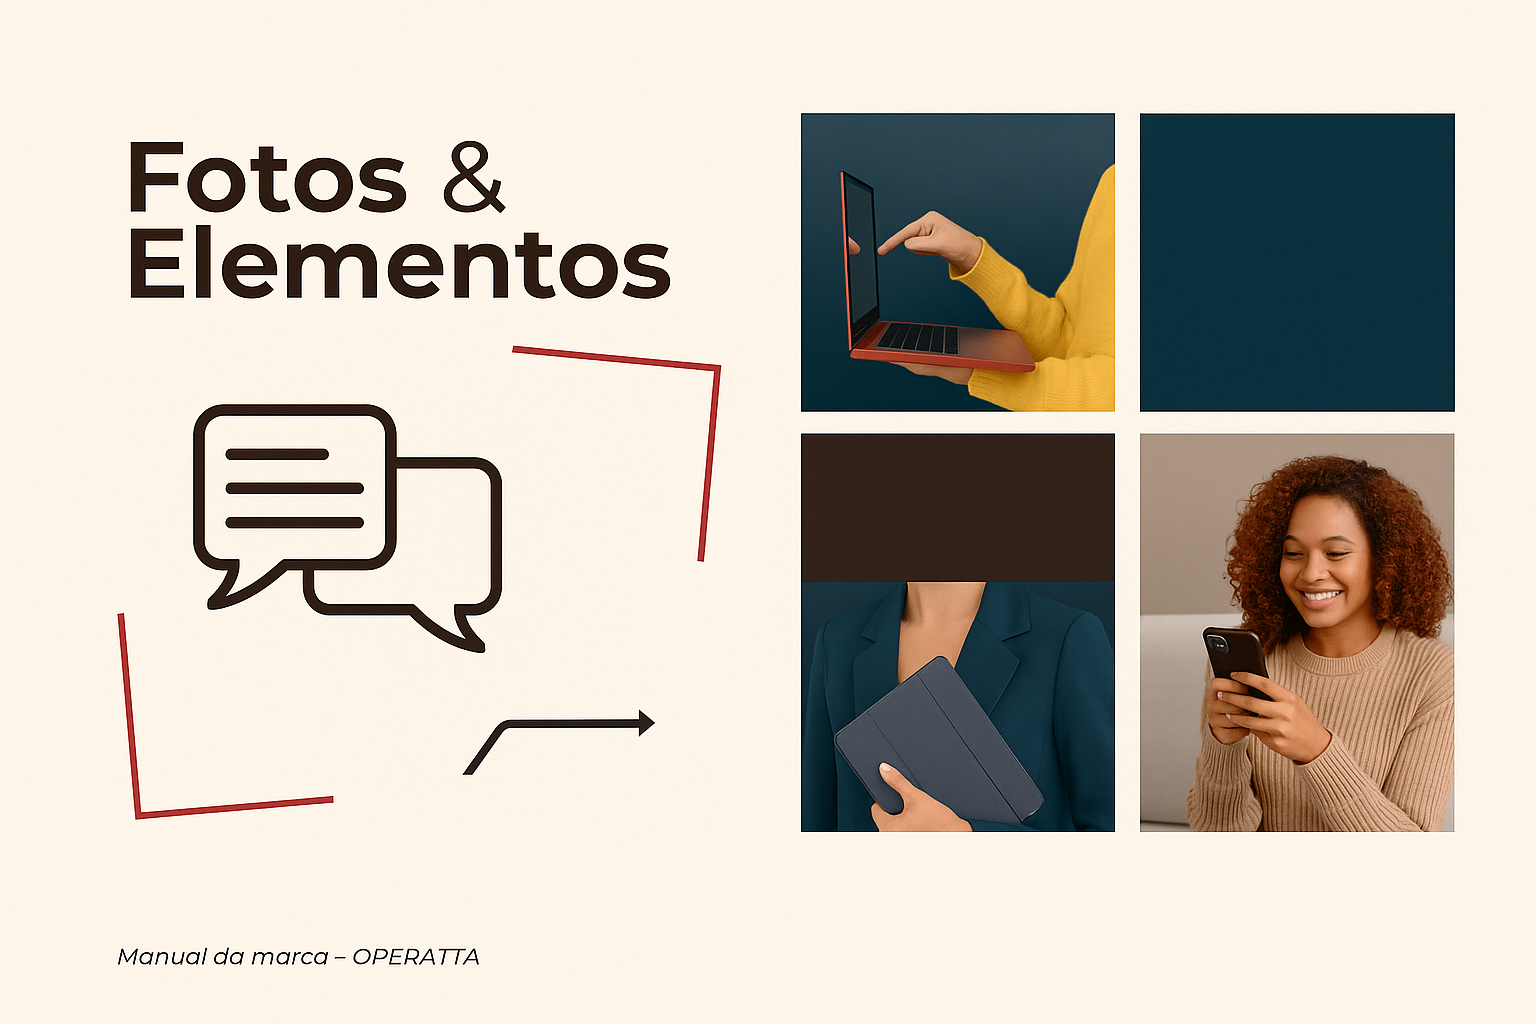 Fotos &
Elementos
Manual da marca – OPERATTA